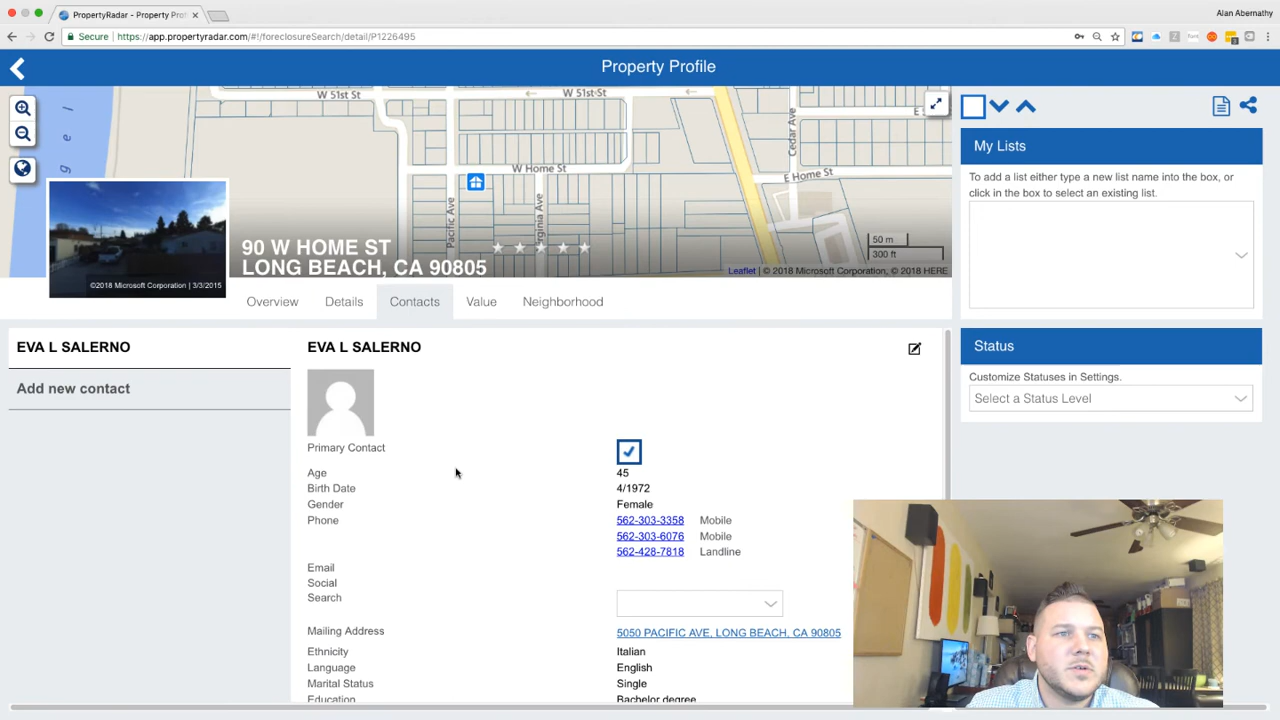 PropertyRadar - Property Pro
Alan Abernathy
Secure
https://app.propertyradar.com/#!/foreclosureSearch/detail/P1226495
Property Profile
W 51st St
W 51st St
W Home St
E Home St
Cedar Ave
Pacific Ave
Virginia Ave
g e l
50 m
300 ft
Leaflet | © 2018 Microsoft Corporation, © 2018 HERE
©2018 Microsoft Corporation | 3/3/2015
90 W HOME ST
LONG BEACH, CA 90805
Overview Details Contacts Value Neighborhood
My Lists
To add a list either type a new list name into the box, or
click in the box to select an existing list.
Status
Customize Statuses in Settings.
Select a Status Level
EVA L SALERNO
Add new contact
EVA L SALERNO
Primary Contact
Age 45
Birth Date 4/1972
Gender Female
Phone 562-303-3358 Mobile
562-303-6076 Mobile
562-428-7818 Landline
Email
Social
Search
Mailing Address 5050 PACIFIC AVE, LONG BEACH, CA 90805
Ethnicity Italian
Language English
Marital Status Single
Education Bachelor degree